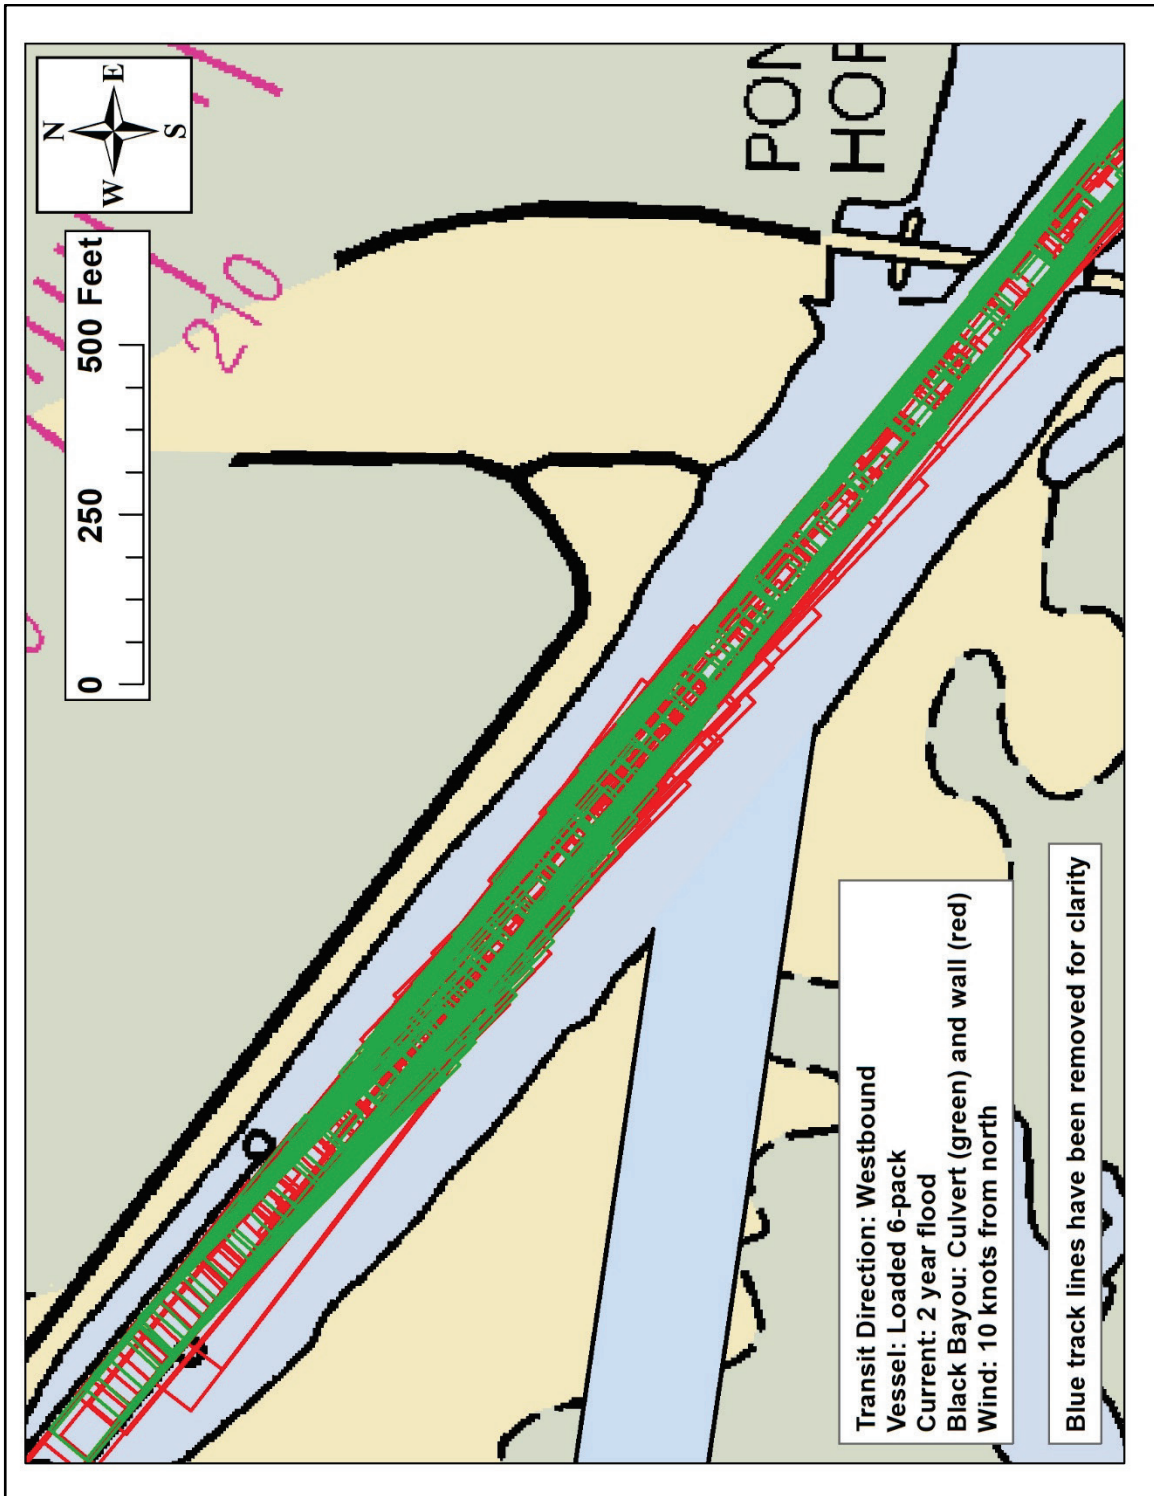 N
W E
S
0 250 500 Feet
210
PON
HOR
Transit Direction: Westbound
Vessel: Loaded 6-pack
Current: 2 year flood
Black Bayou: Culvert (green) and wall (red)
Wind: 10 knots from north
Blue track lines have been removed for clarity